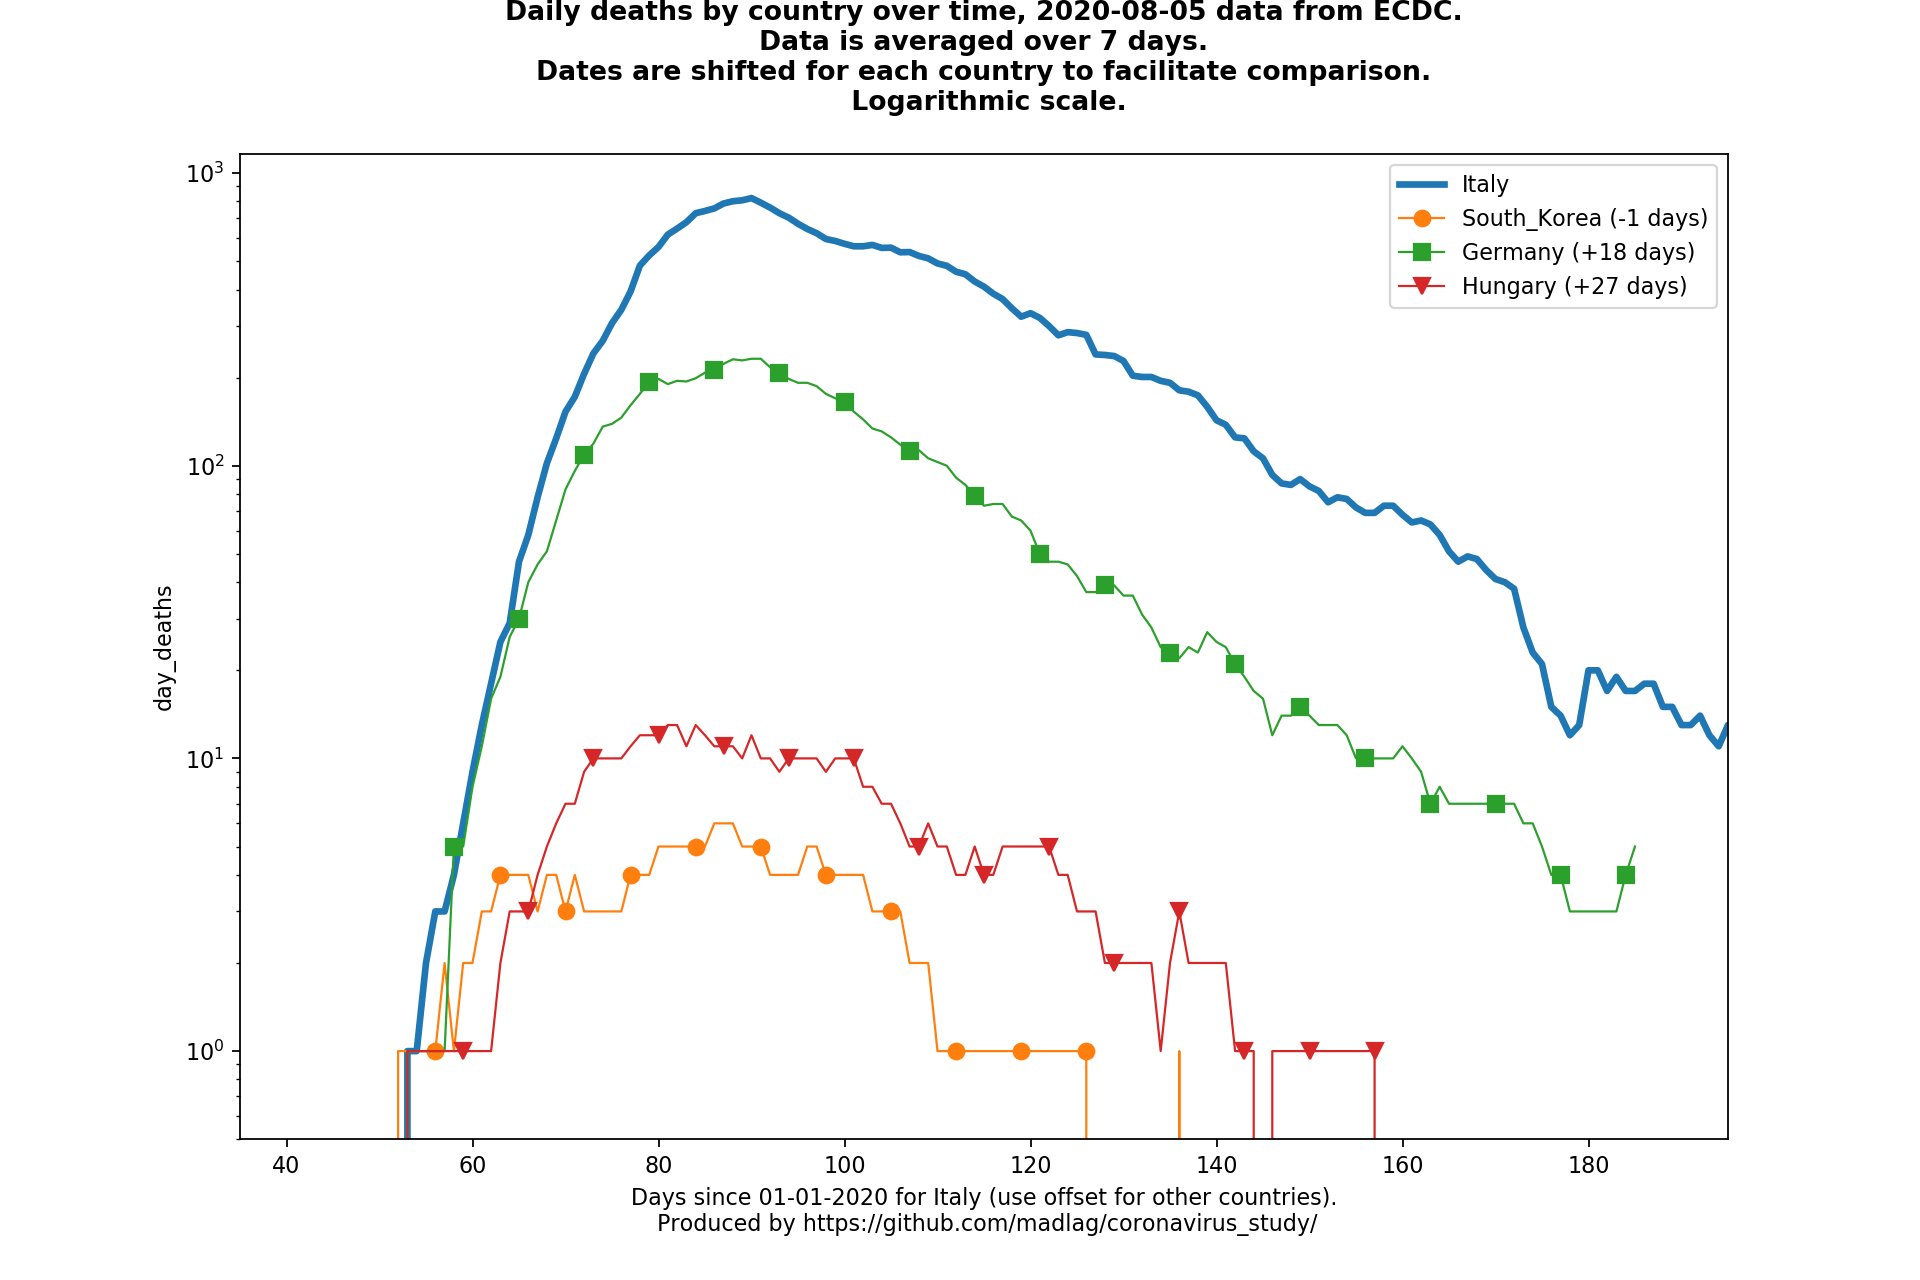 Daily deaths by country over time, 2020-08-05 data from ECDC.
Data is averaged over 7 days.
Dates are shifted for each country to facilitate comparison.
Logarithmic scale.
10³
10²
10¹
10⁰
day_deaths
Italy
South_Korea (-1 days)
Germany (+18 days)
Hungary (+27 days)
40 60 80 100 120 140 160 180
Days since 01-01-2020 for Italy (use offset for other countries).
Produced by https://github.com/madlag/coronavirus_study/